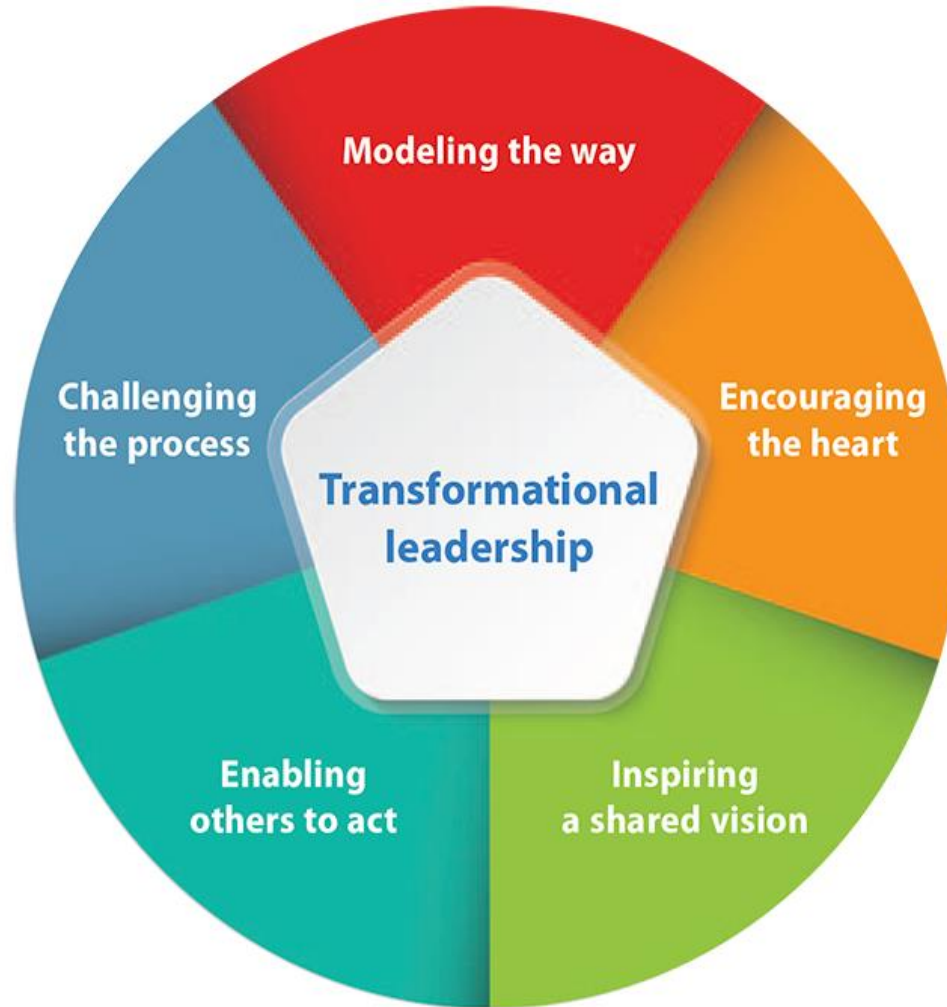 Modeling the way
Encouraging
the heart
Inspiring
a shared vision
Enabling
others to act
Challenging
the process
Transformational
leadership